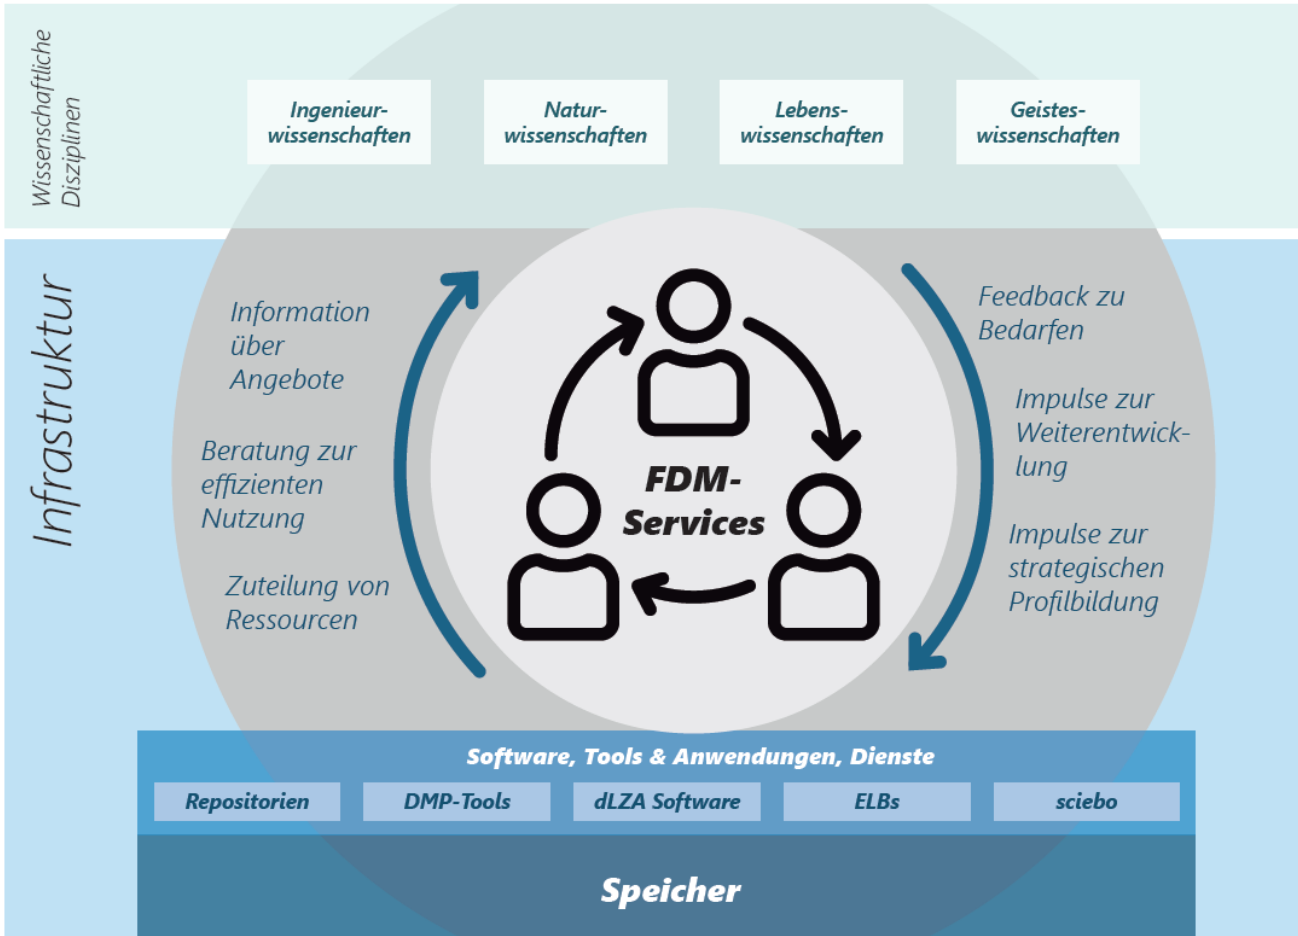 Wissenschaftliche
Disziplinen
Ingenieur-
wissenschaften
Natur-
wissenschaften
Lebens-
wissenschaften
Geistes-
wissenschaften
Infrastruktur
Information
über
Angebote
Beratung zur
effizienten
Nutzung
Zuteilung von
Ressourcen
FDM-
Services
Feedback zu
Bedarfen
Impulse zur
Weiterentwick-
lung
Impulse zur
strategischen
Profilbildung
Software, Tools & Anwendungen, Dienste
Repositorien
DMP-Tools
dLZA Software
ELBs
sciebo
Speicher